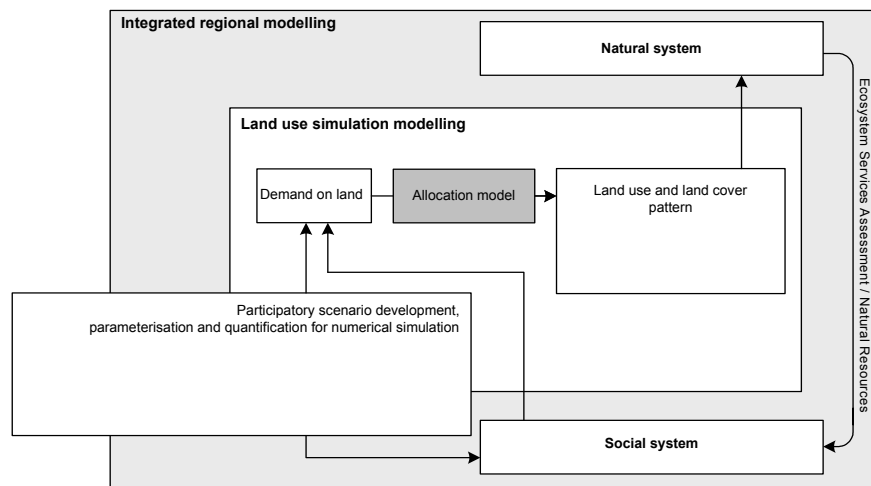 Integrated regional modelling
Natural system
Land use simulation modelling
Demand on land
Allocation model
Land use and land cover
pattern
Participatory scenario development,
parameterisation and quantification for numerical simulation
Social system
Ecosystem Services Assessment / Natural Resources